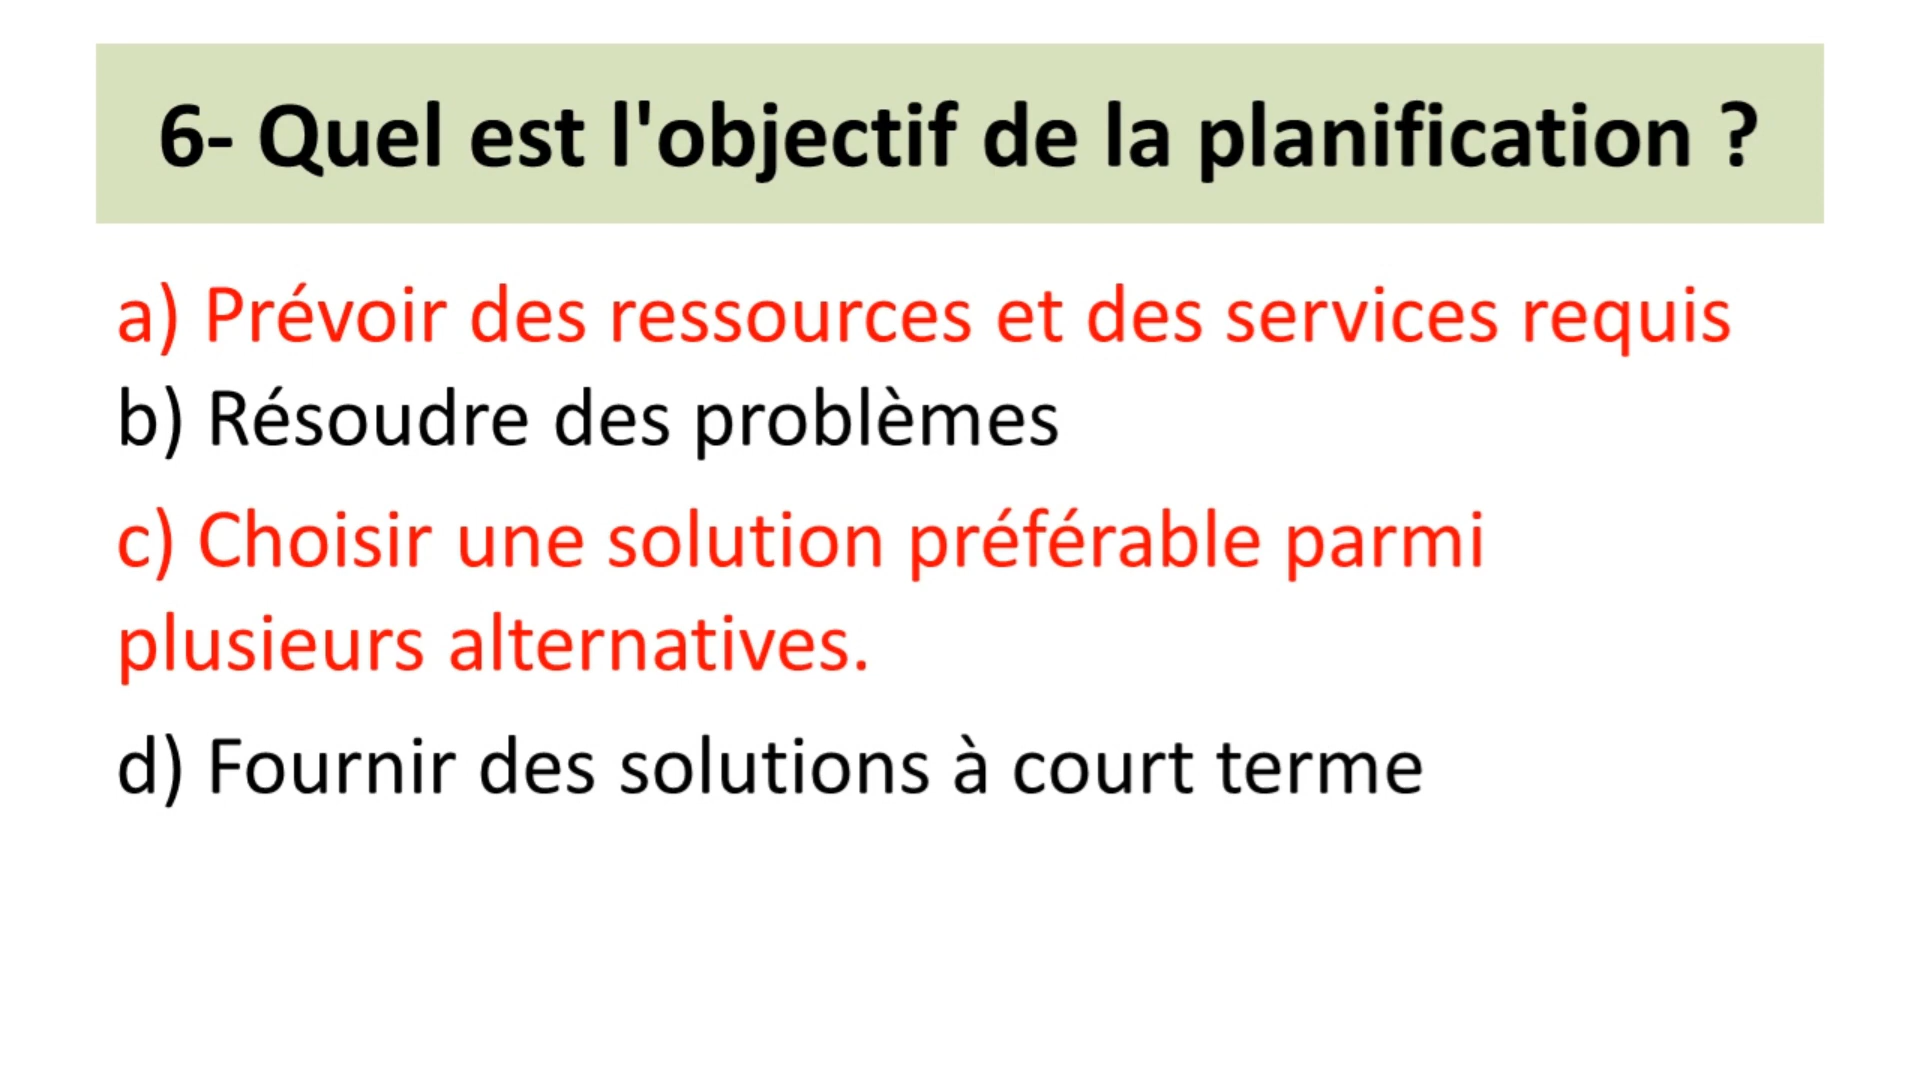 6- Quel est l'objectif de la planification ?
a) Prévoir des ressources et des services requis
b) Résoudre des problèmes
c) Choisir une solution préférable parmi
plusieurs alternatives.
d) Fournir des solutions à court terme